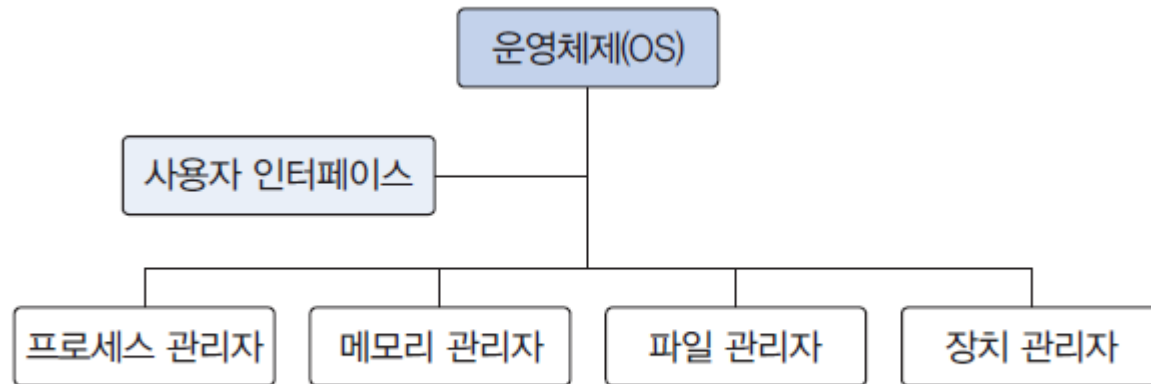 운영체제(OS)
사용자 인터페이스
프로세스 관리자
메모리 관리자
파일 관리자
장치 관리자